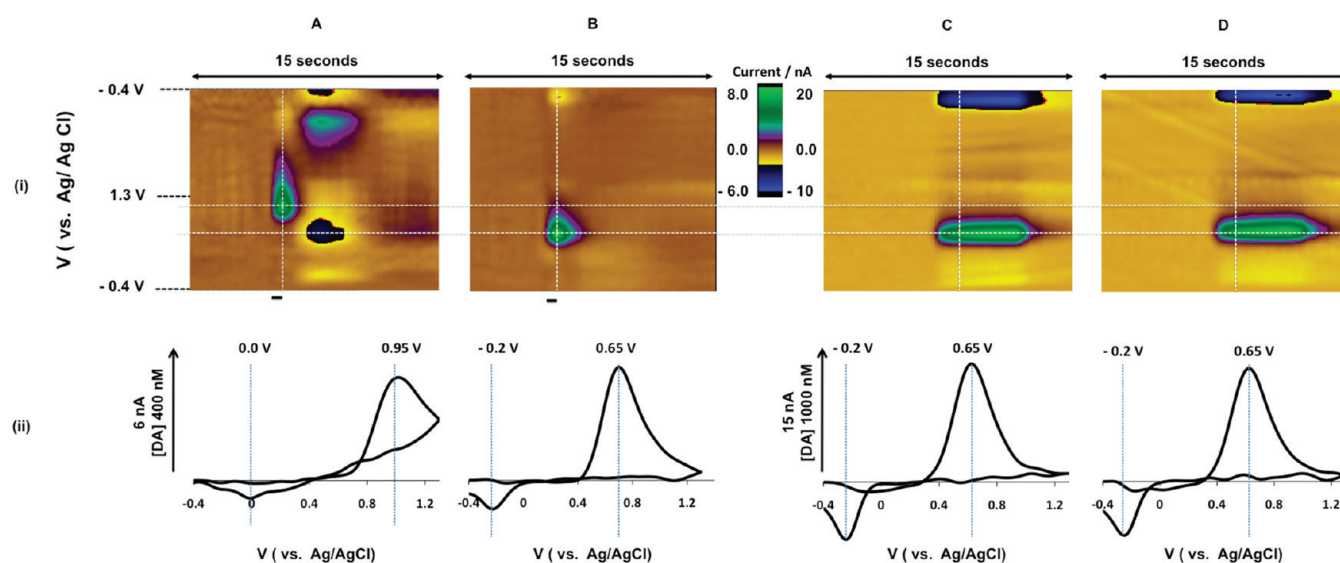 A
B
C
D
15 seconds
15 seconds
15 seconds
15 seconds
Current / nA
8.0
20
0.0
0.0
- 6.0
- 10
- 0.4 V
1.3 V
- 0.4 V
V ( vs. Ag/ Ag Cl)
(i)
(ii)
6 nA
[DA] 400 nM
0.0 V
0.95 V
-0.4
0
0.4
0.8
1.2
V ( vs. Ag/AgCl)
- 0.2 V
0.65 V
-0.4
0
0.4
0.8
1.2
V ( vs. Ag/AgCl)
15 nA
[DA] 1000 nM
- 0.2 V
0.65 V
-0.4
0
0.4
0.8
1.2
V ( vs. Ag/AgCl)
- 0.2 V
0.65 V
-0.4
0
0.4
0.8
1.2
V ( vs. Ag/AgCl)